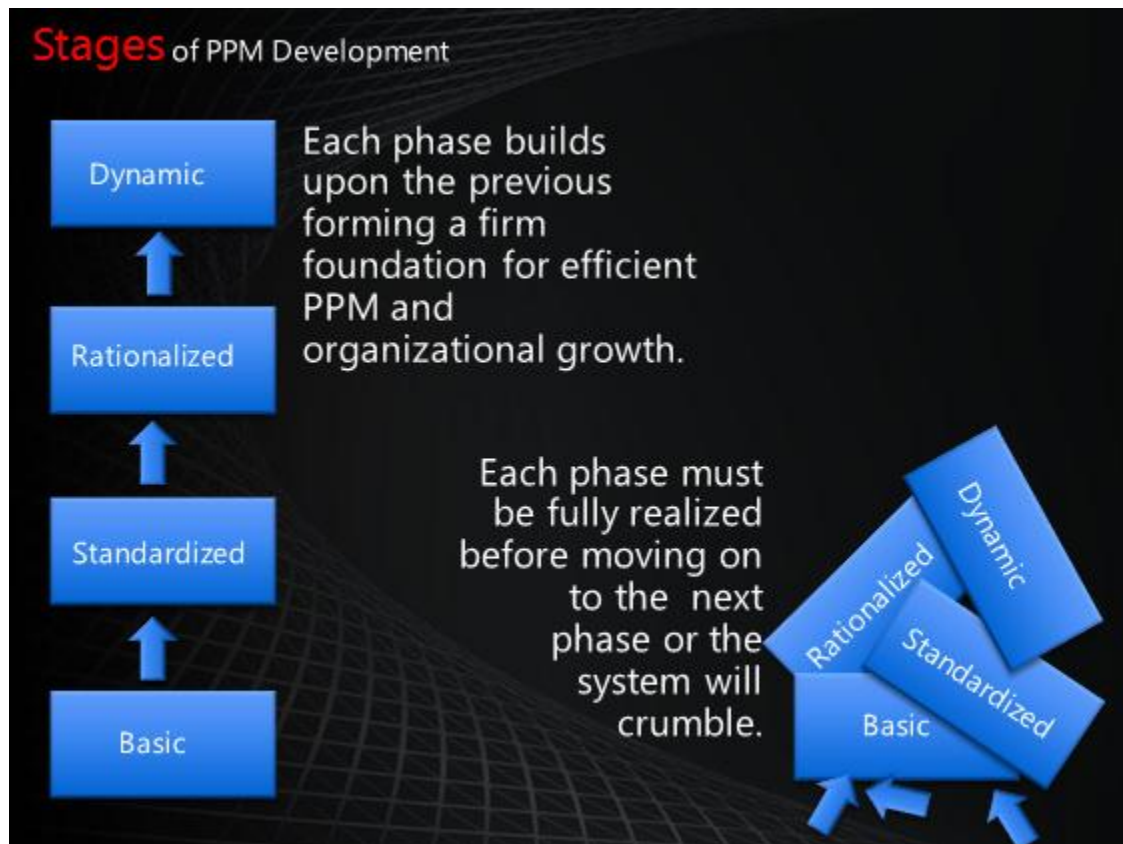 Stages of PPM Development
Dynamic
Rationalized
Standardized
Basic
Each phase builds
upon the previous
forming a firm
foundation for efficient
PPM and
organizational growth.
Each phase must
be fully realized
before moving on
to the next
phase or the
system will
crumble.
Dynamic
Rationalized
Standardized
Basic